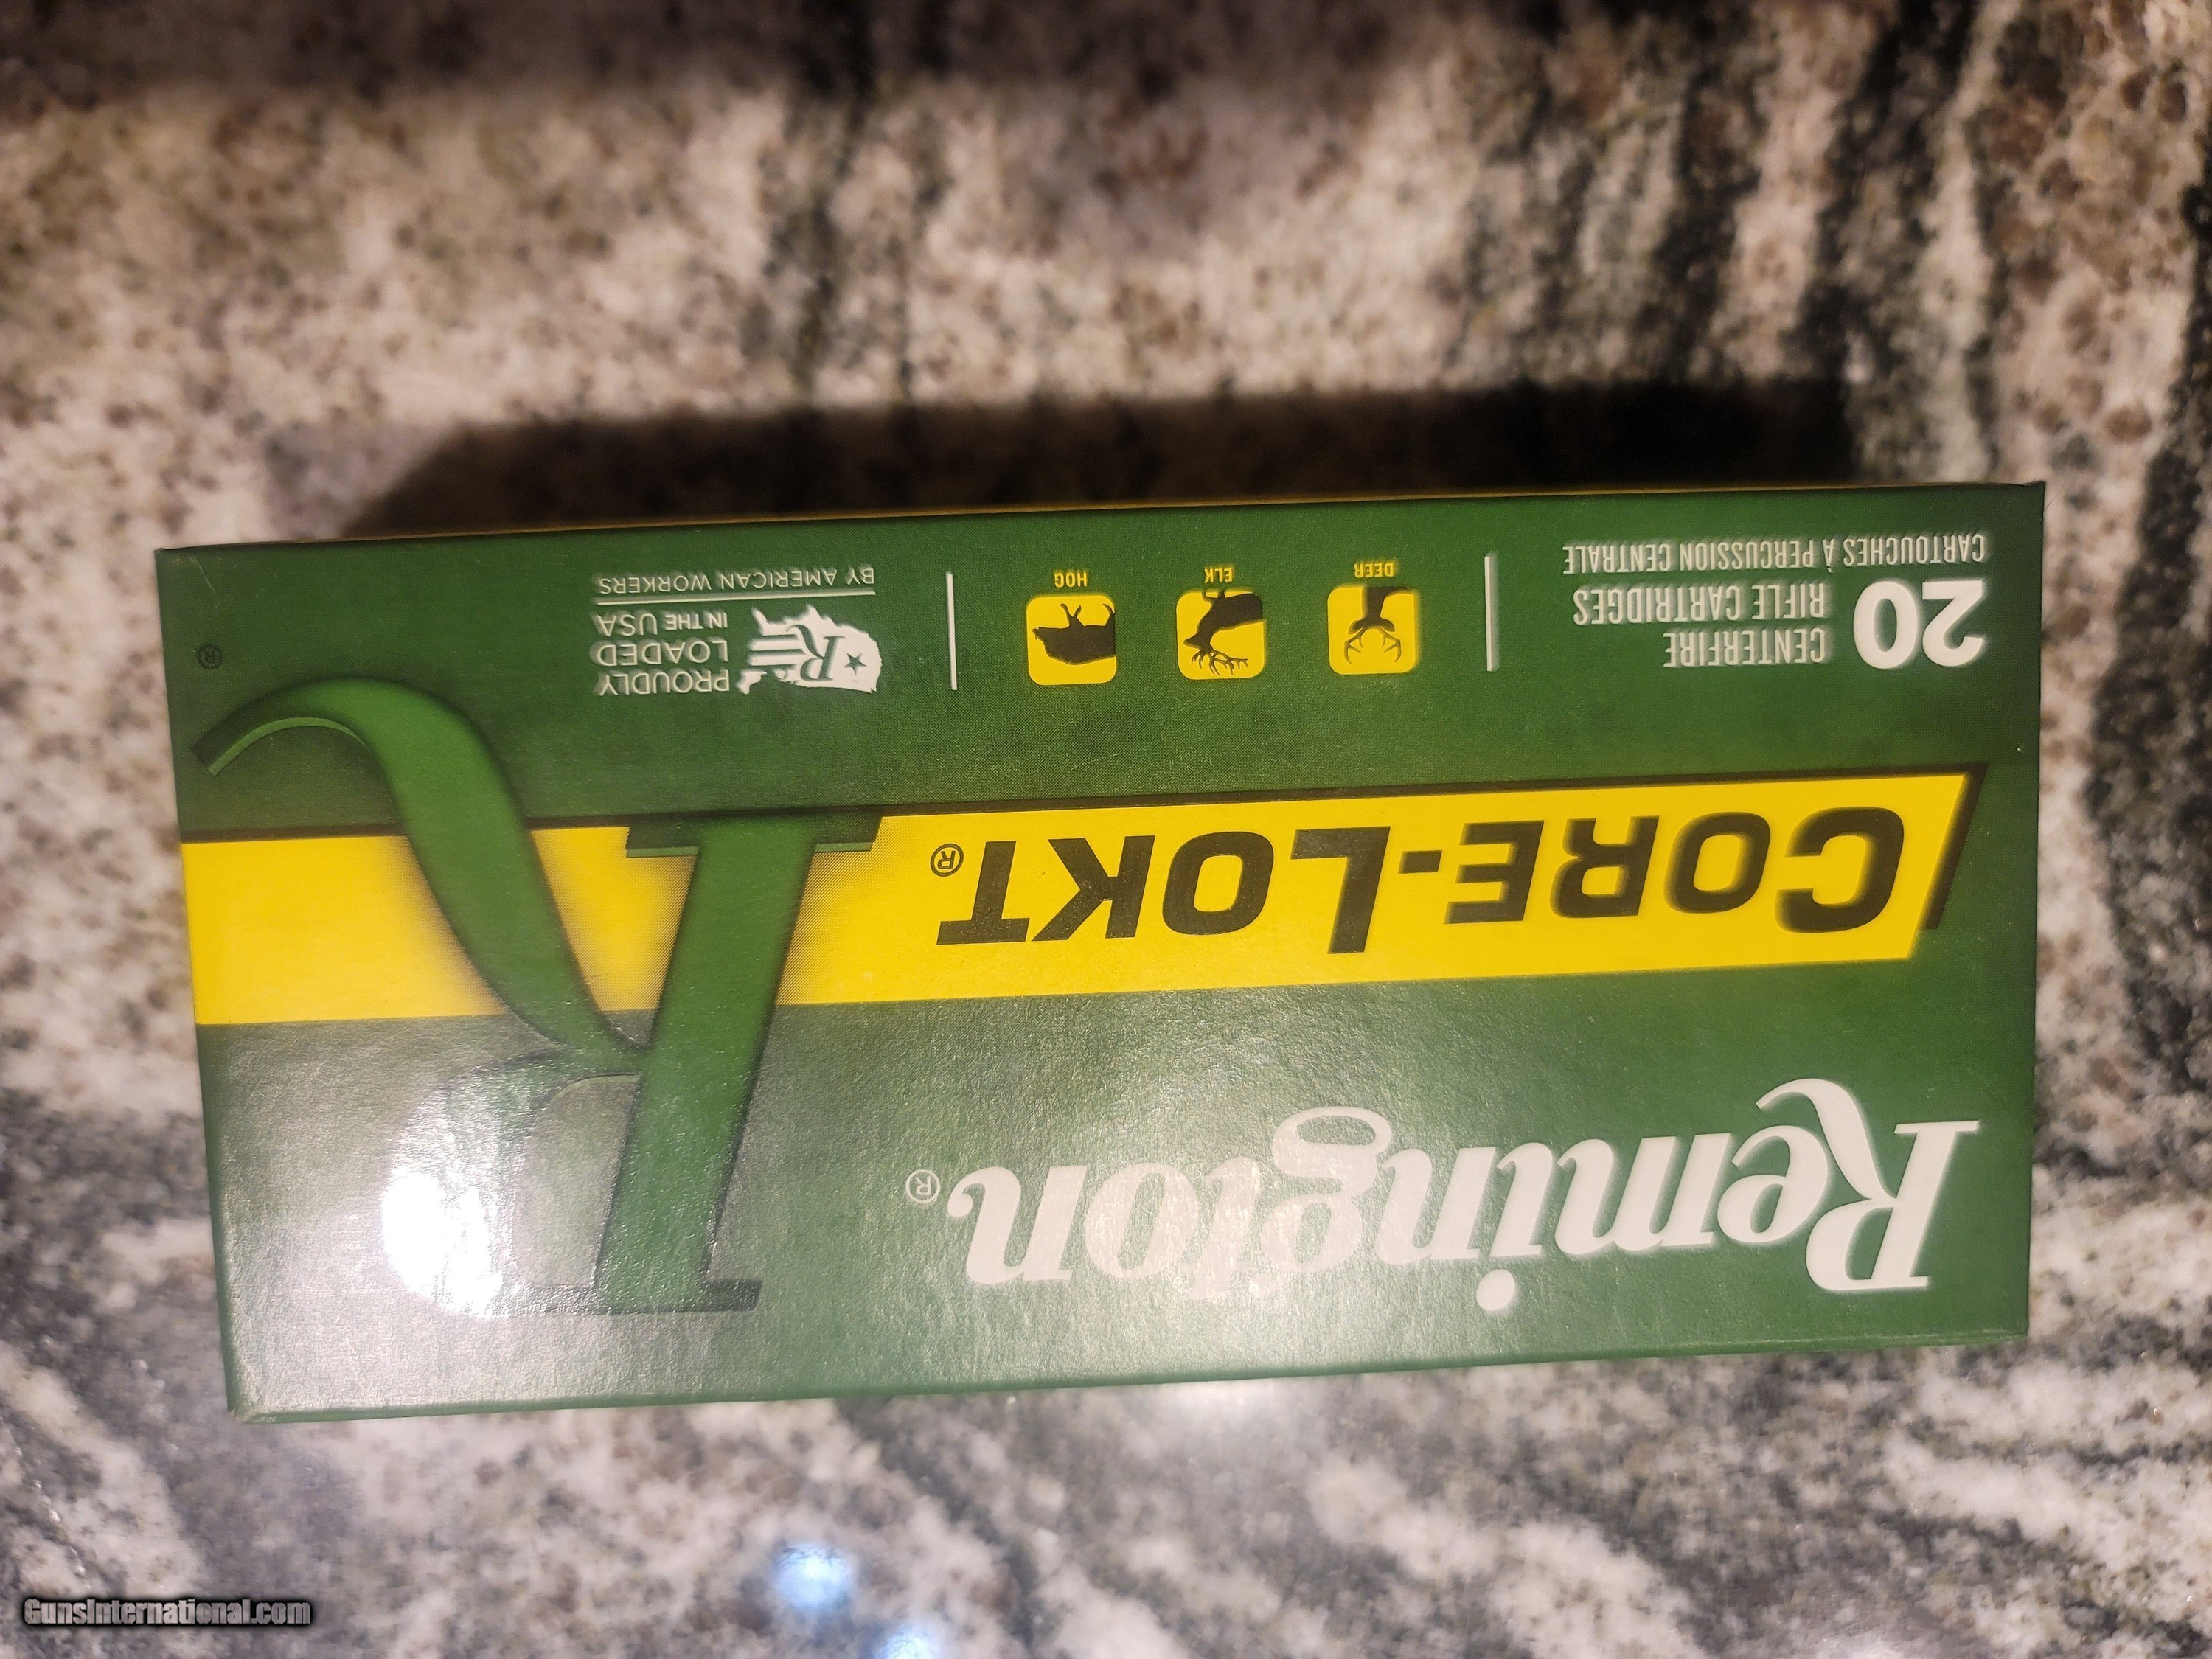 Remington®
CORE-LOKT®
20 CENTERFIRE
RIFLE CARTRIDGES
CARTOUCHES À PERCUSSION CENTRALE
DEER
ELK
HOG
R
PROUDLY
LOADED
IN THE USA
BY AMERICAN WORKERS
R®
GunsInternational.com